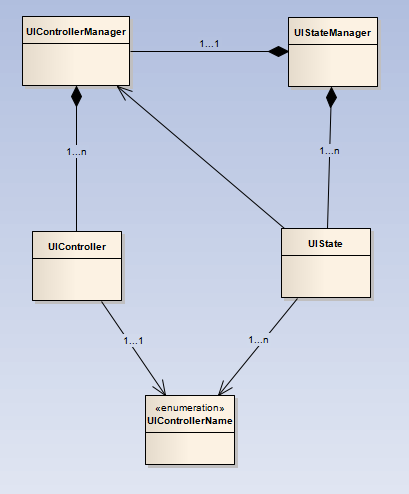 UIControllerManager
UIStateManager
1...1
1...n
1...n
UIController
UIState
1...1
1...n
«enumeration»
UIControllerName